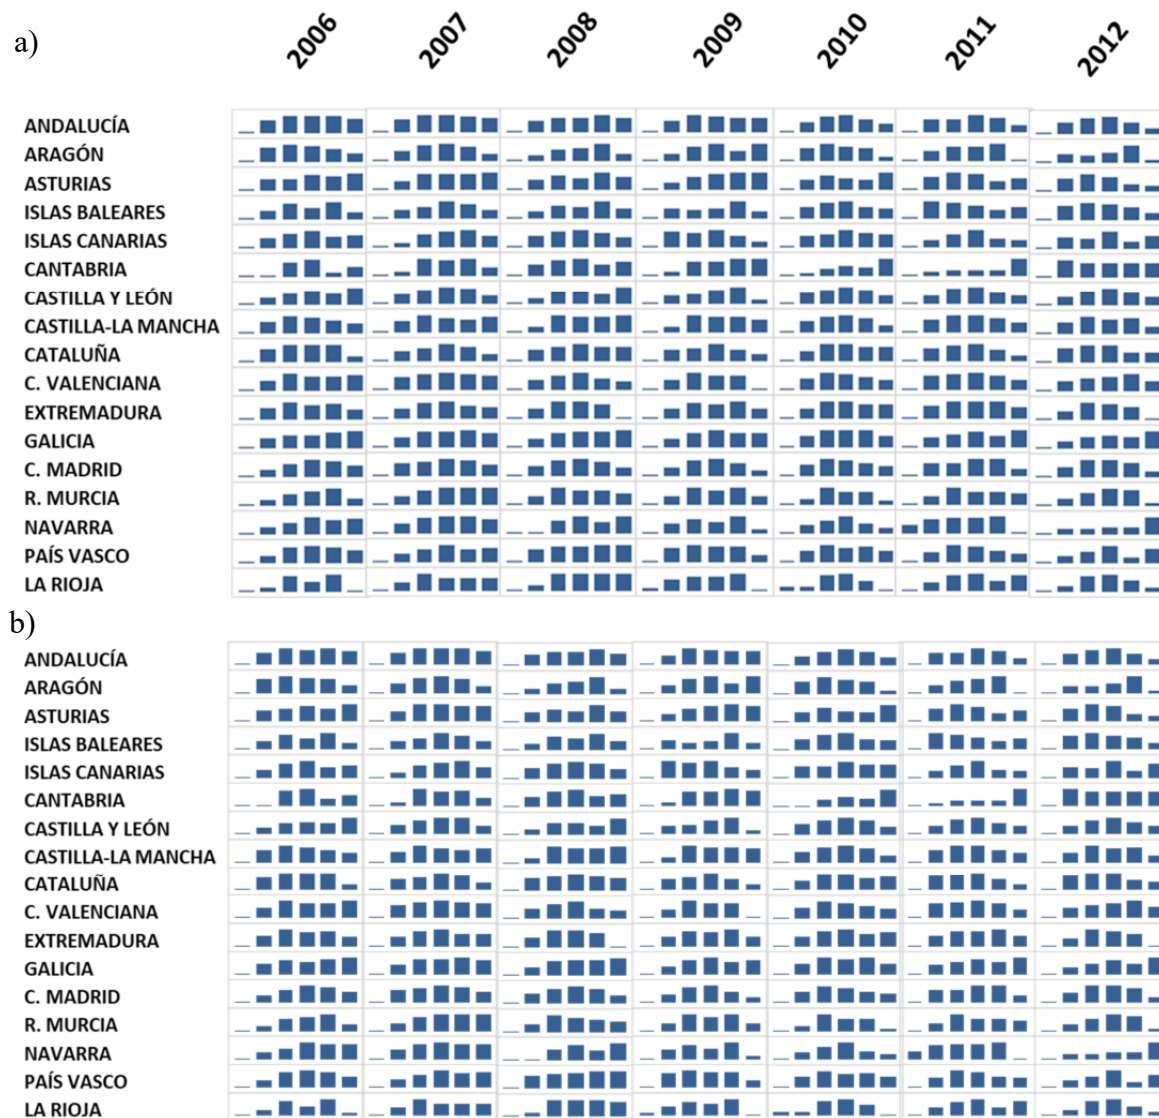 a)
2006 2007 2008 2009 2010 2011 2012
ANDALUCÍA
ARAGÓN
ASTURIAS
ISLAS BALEARES
ISLAS CANARIAS
CANTABRIA
CASTILLA Y LEÓN
CASTILLA-LA MANCHA
CATALUÑA
C. VALENCIANA
EXTREMADURA
GALICIA
C. MADRID
R. MURCIA
NAVARRA
PAÍS VASCO
LA RIOJA
b)
ANDALUCÍA
ARAGÓN
ASTURIAS
ISLAS BALEARES
ISLAS CANARIAS
CANTABRIA
CASTILLA Y LEÓN
CASTILLA-LA MANCHA
CATALUÑA
C. VALENCIANA
EXTREMADURA
GALICIA
C. MADRID
R. MURCIA
NAVARRA
PAÍS VASCO
LA RIOJA